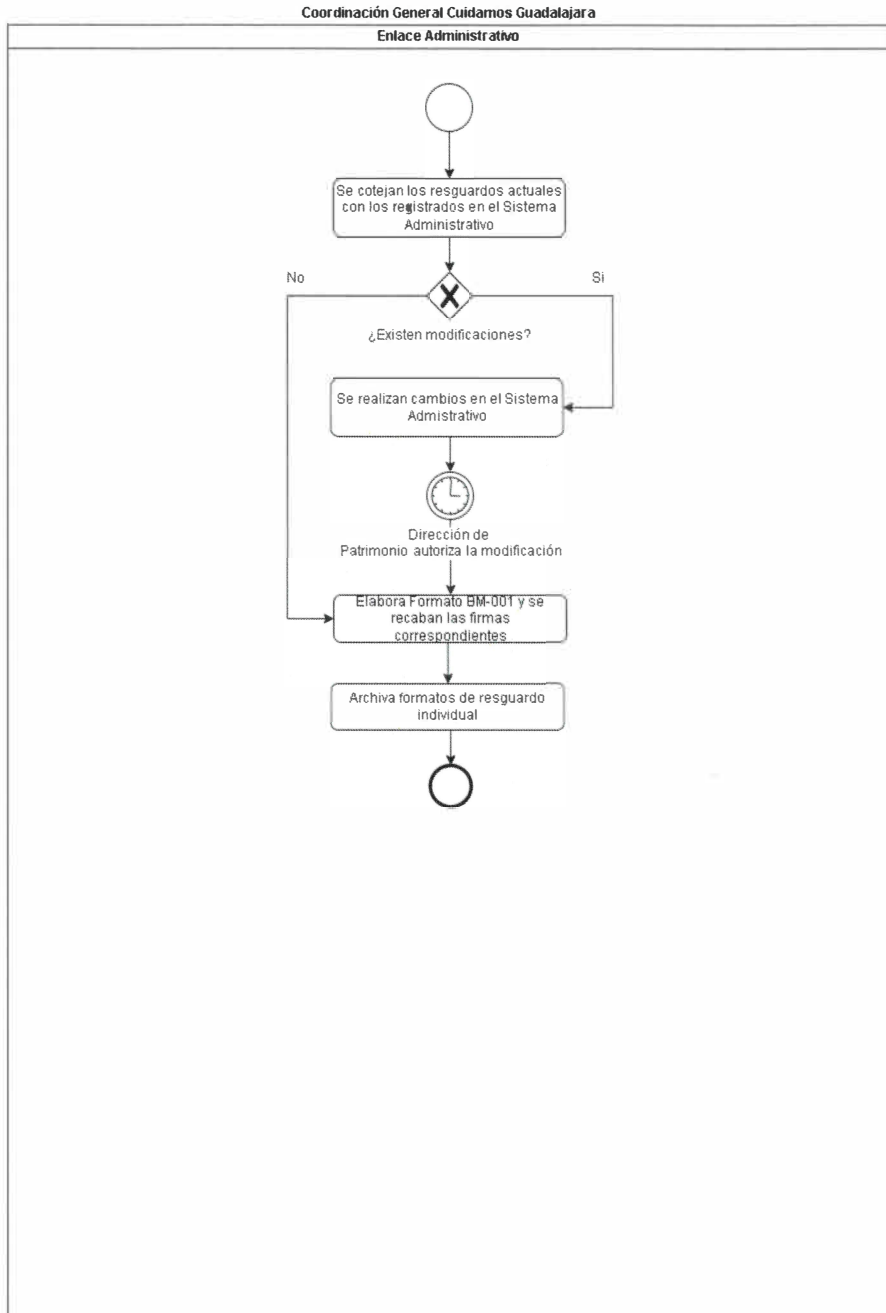 Coordinación General Cuidamos Guadalajara
Enlace Administrativo
Se cotejan los resguardos actuales
con los registrados en el Sistema
Administrativo
No
Si
¿Existen modificaciones?
Se realizan cambios en el Sistema
Admistrativo
Dirección de
Patrimonio autoriza la modificación
Elabora Formato BM-001 y se
recaban las firmas
correspondientes
Archiva formatos de resguardo
individual